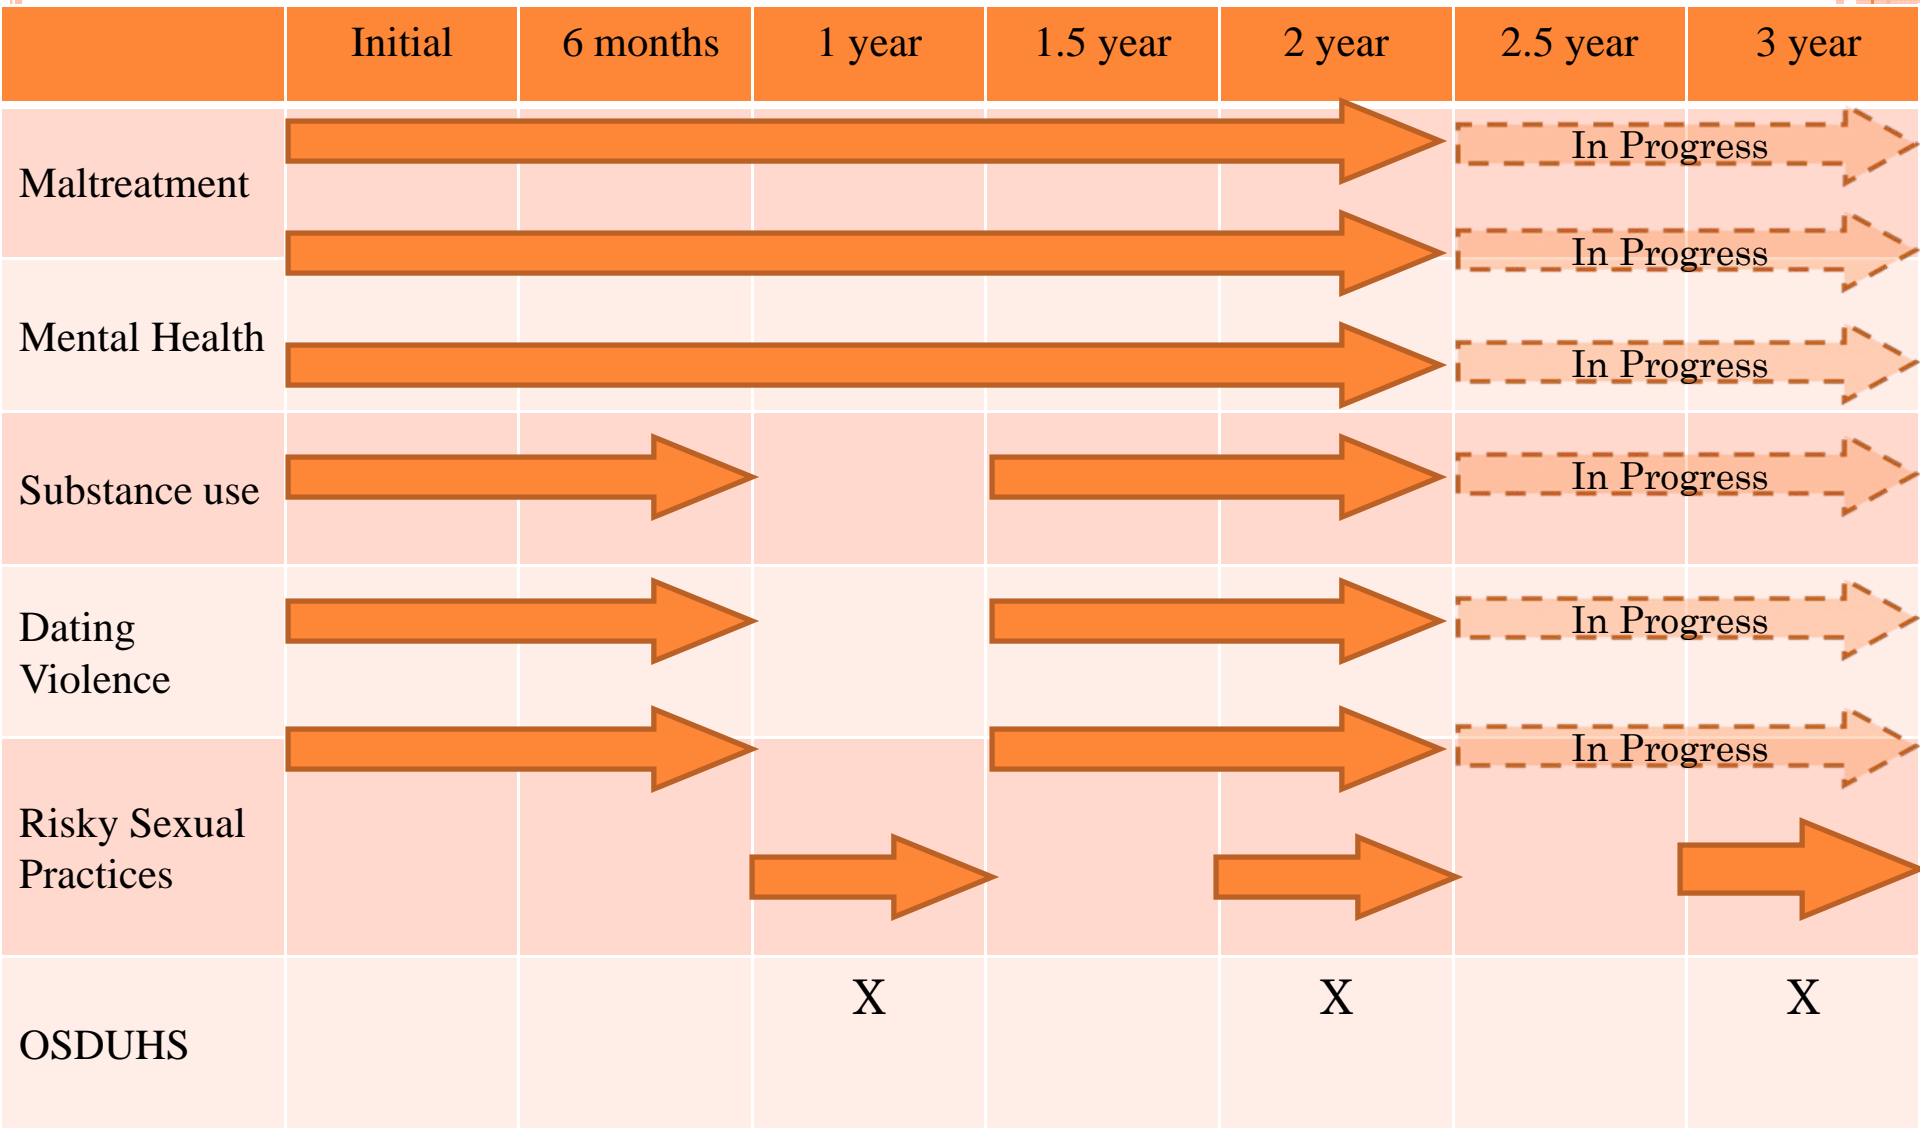 Initial 6 months 1 year 1.5 year 2 year 2.5 year 3 year
In Progress
Maltreatment
In Progress
Mental Health
In Progress
Substance use
In Progress
Dating
Violence
In Progress
In Progress
Risky Sexual
Practices
X X X
OSDUHS